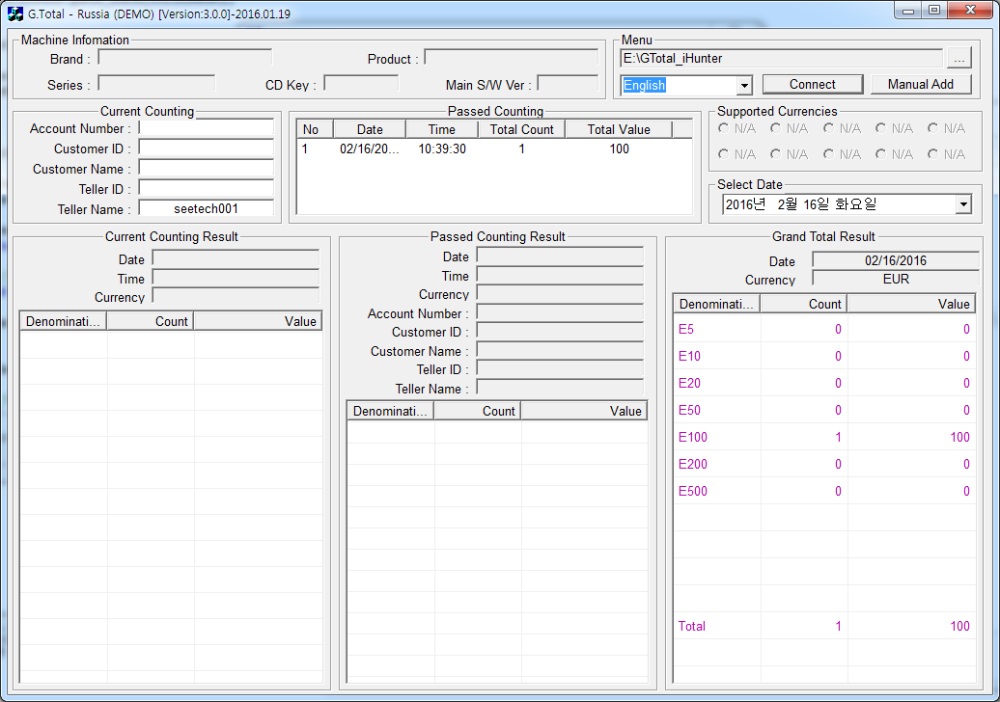 G.Total - Russia (DEMO) [Version:3.0.0]-2016.01.19
Machine Infomation
Brand :
Product :
Series :
CD Key :
Main S/W Ver :
Menu
E:\GTotal_iHunter
...
English
Connect
Manual Add
Current Counting
Account Number :
Customer ID :
Customer Name :
Teller ID :
Teller Name : seetech001
Passed Counting
No Date Time Total Count Total Value
1 02/16/20... 10:39:30 1 100
Supported Currencies
N/A N/A N/A N/A N/A
N/A N/A N/A N/A N/A
Select Date
2016년 2월 16일 화요일
Current Counting Result
Date
Time
Currency
Denominati... Count Value
Passed Counting Result
Date
Time
Currency
Account Number :
Customer ID :
Customer Name :
Teller ID :
Teller Name :
Denominati... Count Value
Grand Total Result
Date 02/16/2016
Currency EUR
Denominati... Count Value
E5 0 0
E10 0 0
E20 0 0
E50 0 0
E100 1 100
E200 0 0
E500 0 0
Total 1 100